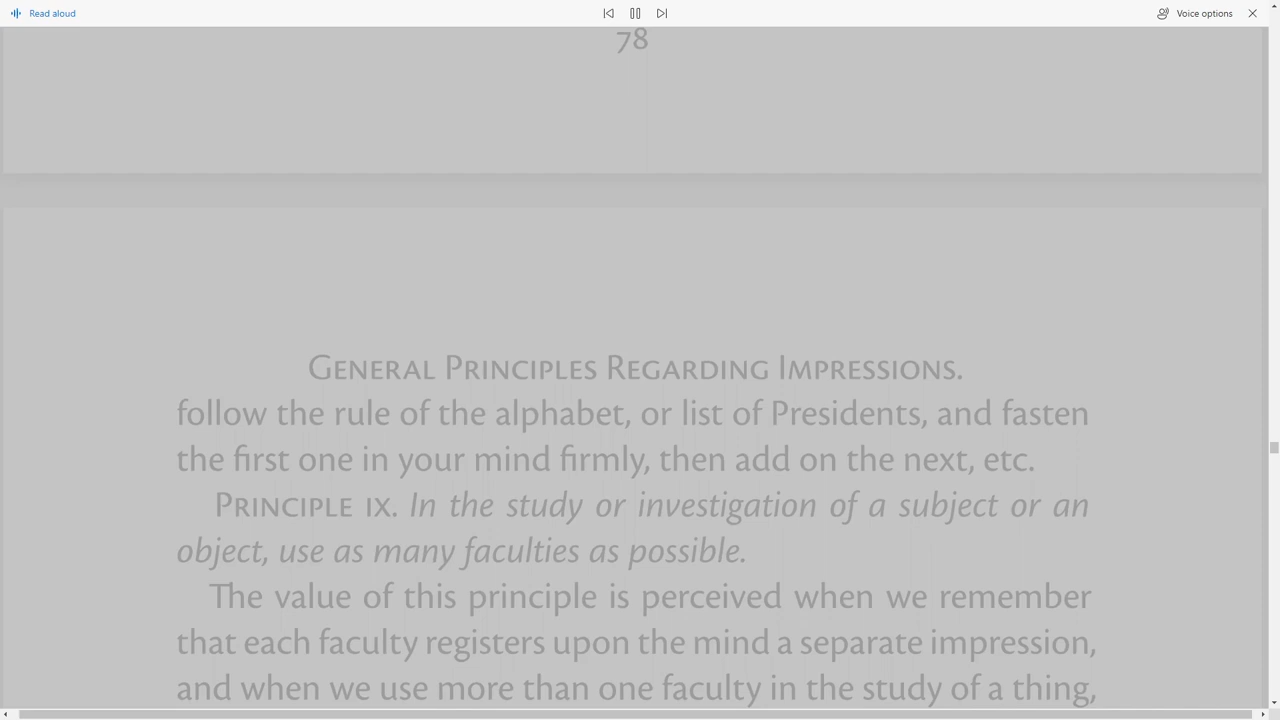 Read aloud
Voice options
78
General Principles Regarding Impressions.
follow the rule of the alphabet, or list of Presidents, and fasten
the first one in your mind firmly, then add on the next, etc.
Principle ix. In the study or investigation of a subject or an
object, use as many faculties as possible.
The value of this principle is perceived when we remember
that each faculty registers upon the mind a separate impression,
and when we use more than one faculty in the study of a thing,